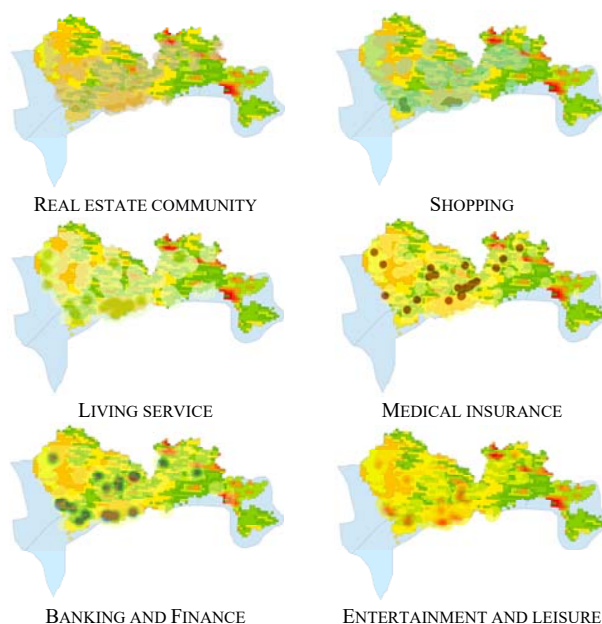 REAL ESTATE COMMUNITY
SHOPPING
LIVING SERVICE
MEDICAL INSURANCE
BANKING AND FINANCE
ENTERTAINMENT AND LEISURE